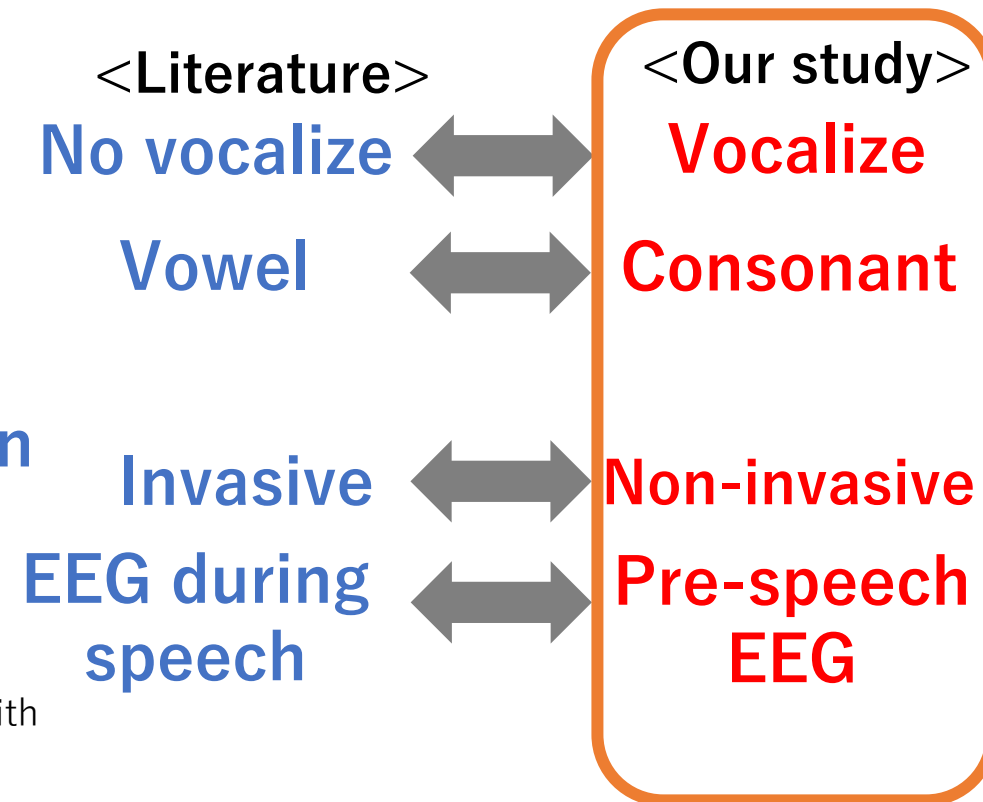 <Literature>
<Our study>
No vocalize
Vocalize
Vowel
Consonant
Invasive
Non-invasive
EEG during
speech
Pre-speech
EEG